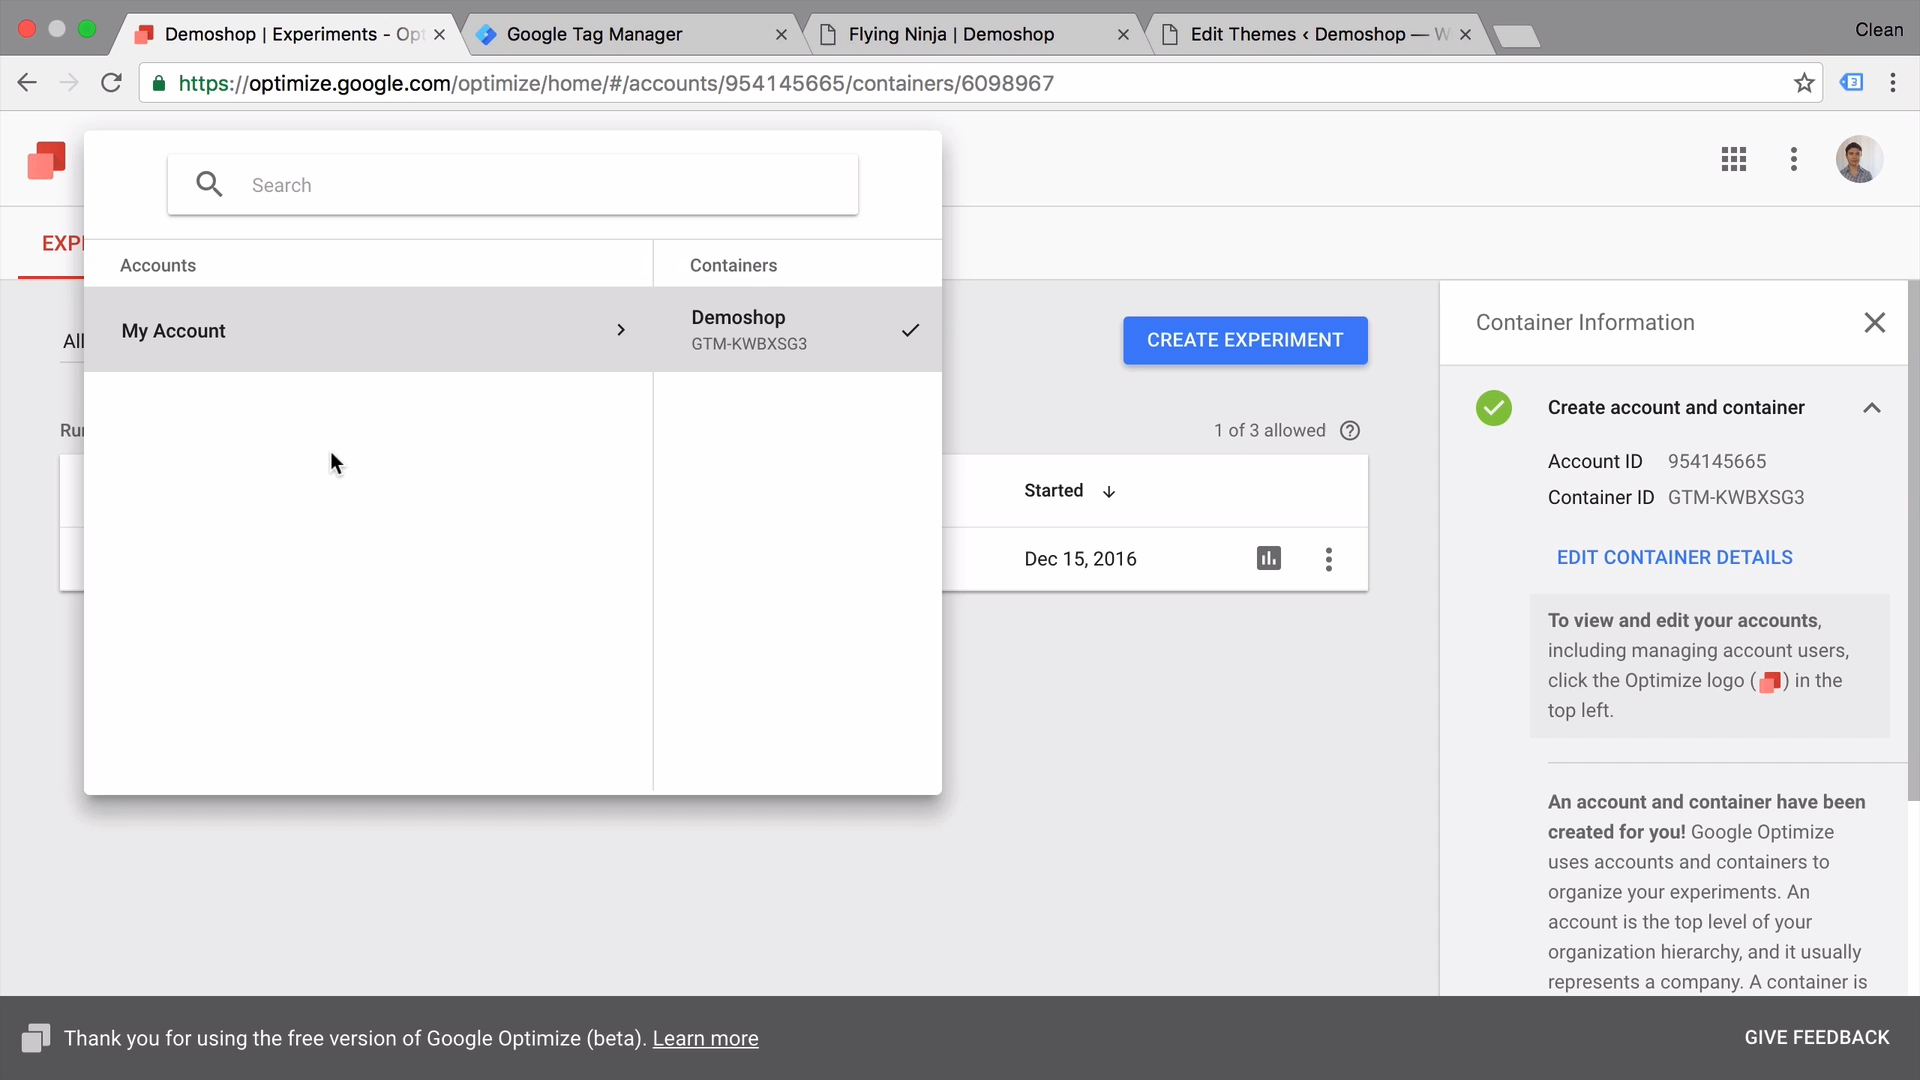 Demoshop | Experiments - Opt
Google Tag Manager
Flying Ninja | Demoshop
Edit Themes ‹ Demoshop — W
Clean
https://optimize.google.com/optimize/home/#/accounts/954145665/containers/6098967
3
Search
EXPE
Accounts
Containers
My Account
Demoshop
GTM-KWBXSG3
All
CREATE EXPERIMENT
Run
1 of 3 allowed
Started
Dec 15, 2016
Container Information
Create account and container
Account ID 954145665
Container ID GTM-KWBXSG3
EDIT CONTAINER DETAILS
To view and edit your accounts,
including managing account users,
click the Optimize logo ( ) in the
top left.
An account and container have been
created for you! Google Optimize
uses accounts and containers to
organize your experiments. An
account is the top level of your
organization hierarchy, and it usually
represents a company. A container is
Thank you for using the free version of Google Optimize (beta). Learn more
GIVE FEEDBACK